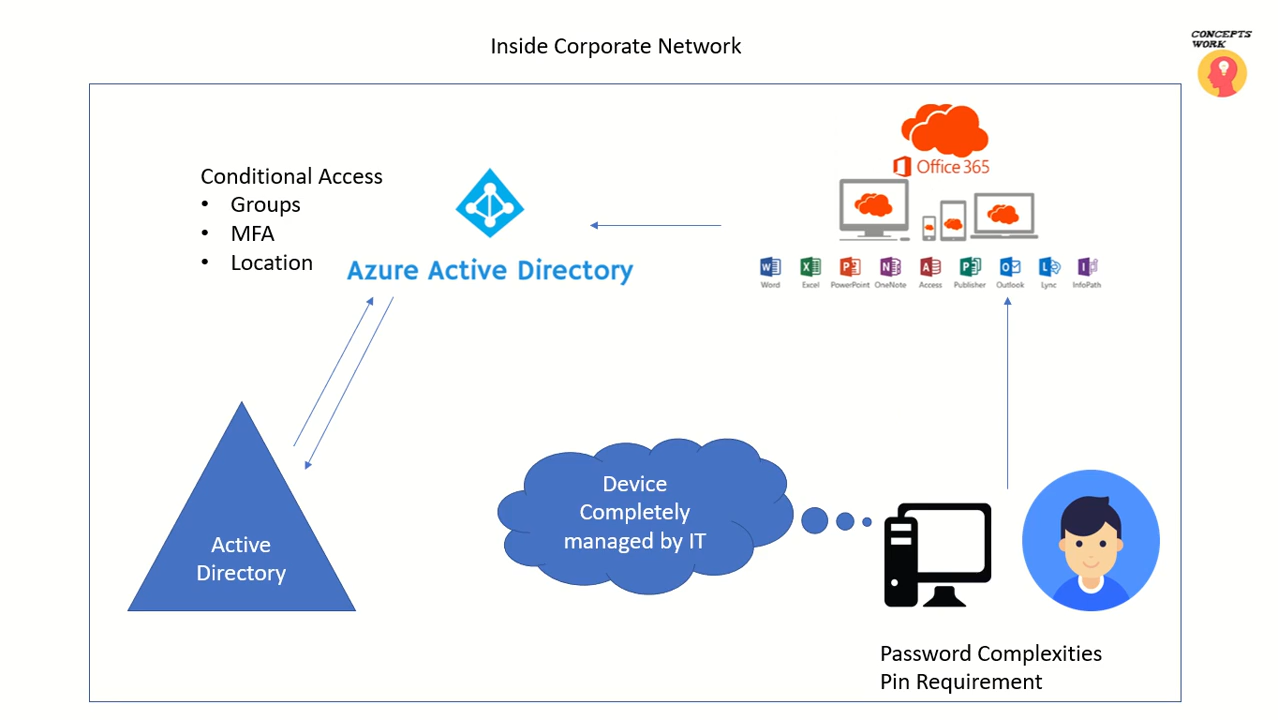 Inside Corporate Network
CONCEPTS
WORK
Office 365
Conditional Access
• Groups
• MFA
• Location
Azure Active Directory
Word Excel PowerPoint OneNote Access Publisher Outlook Lync InfoPath
Device
Completely
managed by IT
Active
Directory
Password Complexities
Pin Requirement